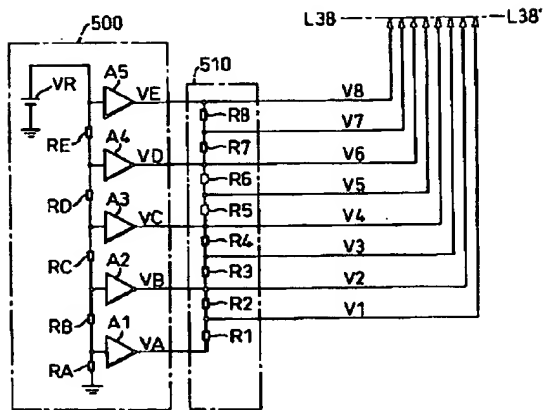 500
L38
L38'
510
VR
A5
VE
V8
R8
V7
RE
A4
VD
R7
V6
R6
V5
RD
A3
VC
R5
V4
R4
V3
RC
A2
VB
R3
V2
R2
V1
RB
A1
VA
R1
RA